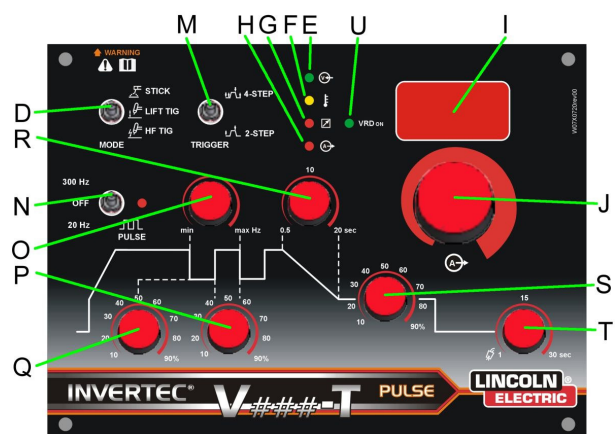 M
H G F E
U
I
WARNING
D
STICK
LIFT TIG
HF TIG
MODE
4-STEP
2-STEP
TRIGGER
VRD ON
V
A
W07X0720rev00
R
N
300 Hz
OFF
20 Hz
PULSE
10
J
A
O
min
max Hz
0.5
20 sec
P
10
20
30
40
50
60
70
80
90%
Q
10
20
30
40
50
60
70
80
90%
S
10
20
30
40
50
60
70
80
90%
T
1
15
30 sec
INVERTEC®
V###-T
PULSE
LINCOLN®
ELECTRIC